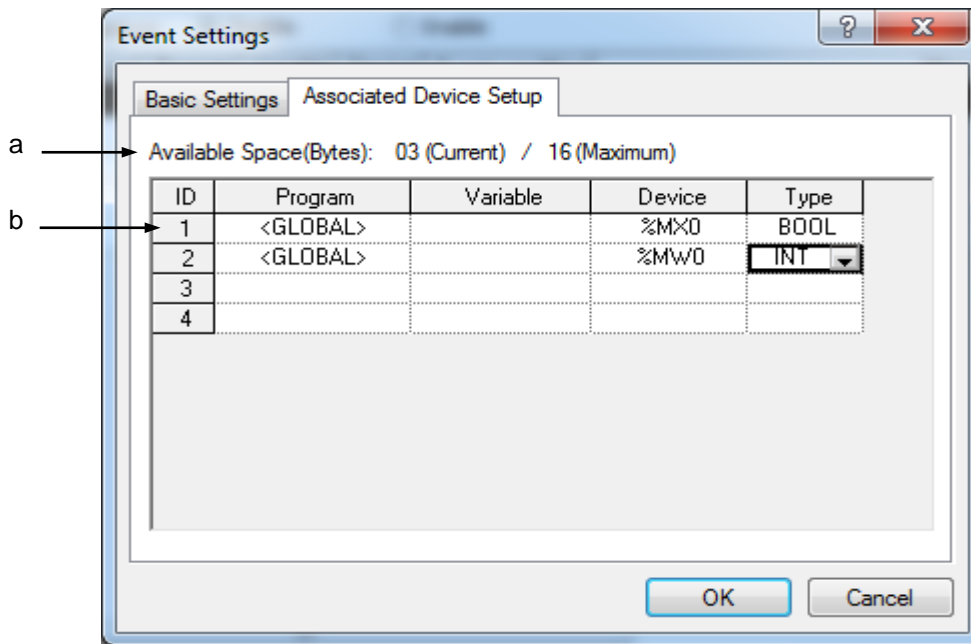 Event Settings
Basic Settings Associated Device Setup
a
Available Space(Bytes): 03 (Current) / 16 (Maximum)
ID Program Variable Device Type
b
1 <GLOBAL> %MX0 BOOL
2 <GLOBAL> %MW0 INT
3
4
OK Cancel